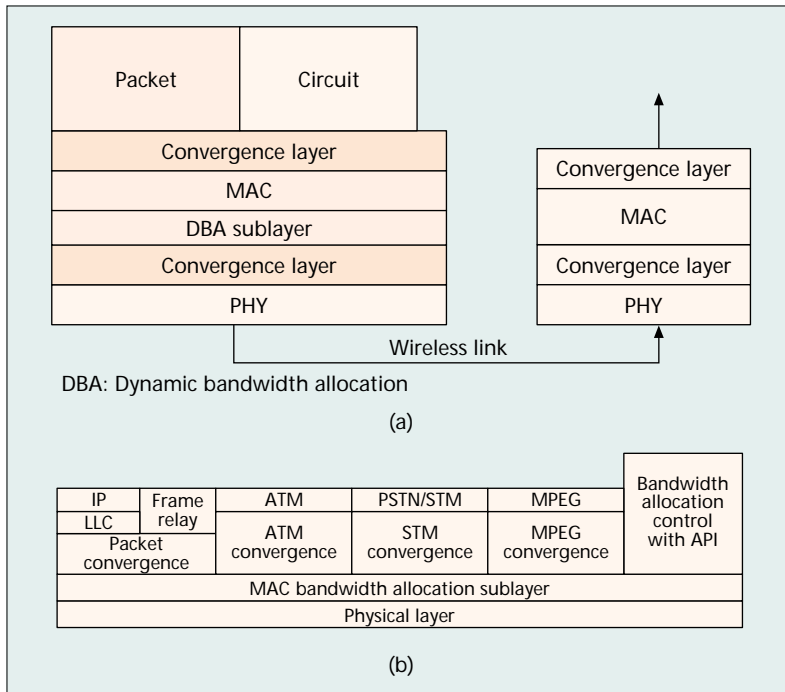 Packet
Circuit
Convergence layer
MAC
DBA sublayer
Convergence layer
PHY
Convergence layer
MAC
Convergence layer
PHY
Wireless link
DBA: Dynamic bandwidth allocation
(a)
IP
LLC
Frame
relay
Packet
convergence
ATM
ATM
convergence
PSTN/STM
STM
convergence
MPEG
MPEG
convergence
Bandwidth
allocation
control
with API
MAC bandwidth allocation sublayer
Physical layer
(b)